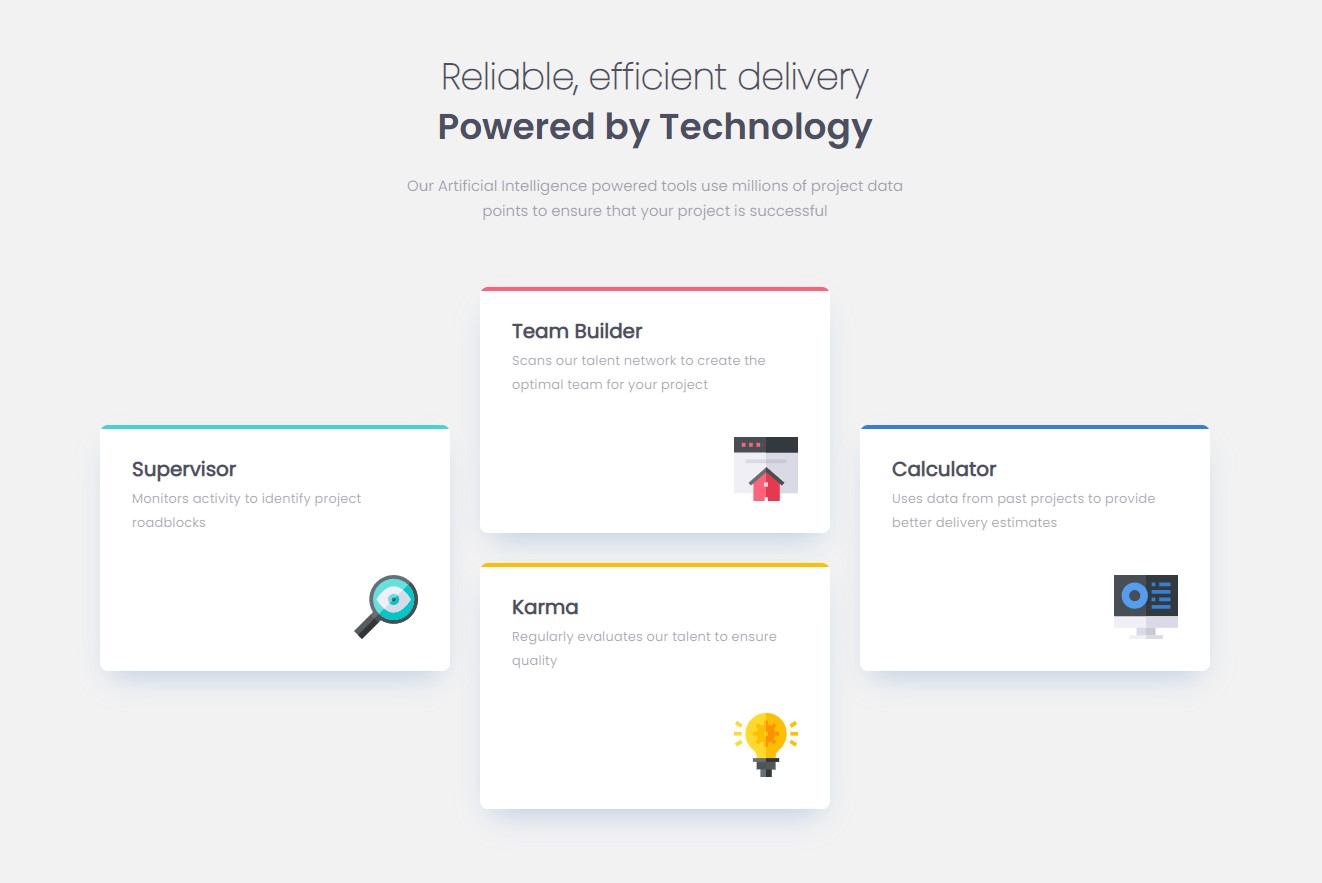 Reliable, efficient delivery
Powered by Technology
Our Artificial Intelligence powered tools use millions of project data
points to ensure that your project is successful
Supervisor
Monitors activity to identify project
roadblocks
Team Builder
Scans our talent network to create the
optimal team for your project
Karma
Regularly evaluates our talent to ensure
quality
Calculator
Uses data from past projects to provide
better delivery estimates